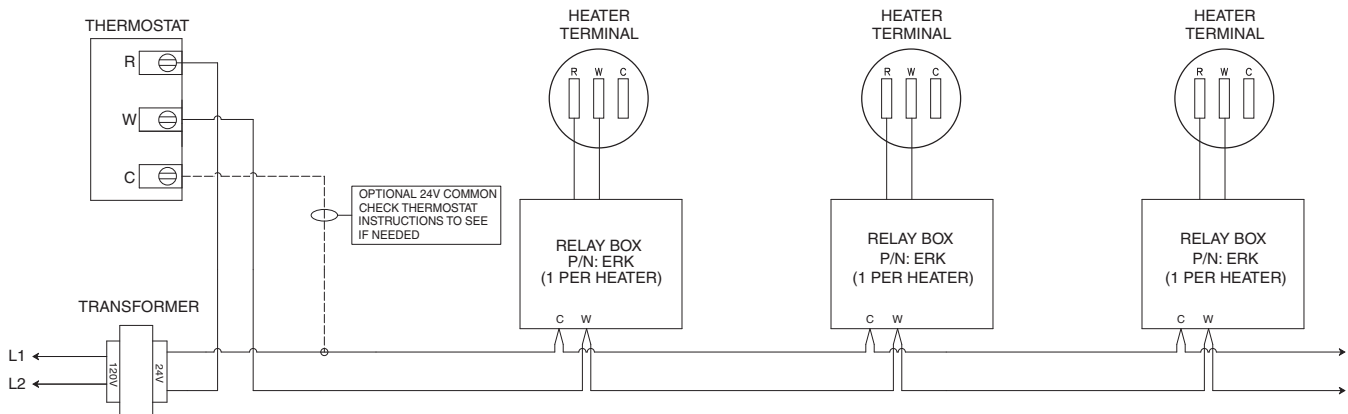 THERMOSTAT
R
W
C
OPTIONAL 24V COMMON
CHECK THERMOSTAT
INSTRUCTIONS TO SEE
IF NEEDED
TRANSFORMER
L1
L2
120V
24V
HEATER
TERMINAL
R W C
RELAY BOX
P/N: ERK
(1 PER HEATER)
C W
HEATER
TERMINAL
R W C
RELAY BOX
P/N: ERK
(1 PER HEATER)
C W
HEATER
TERMINAL
R W C
RELAY BOX
P/N: ERK
(1 PER HEATER)
C W